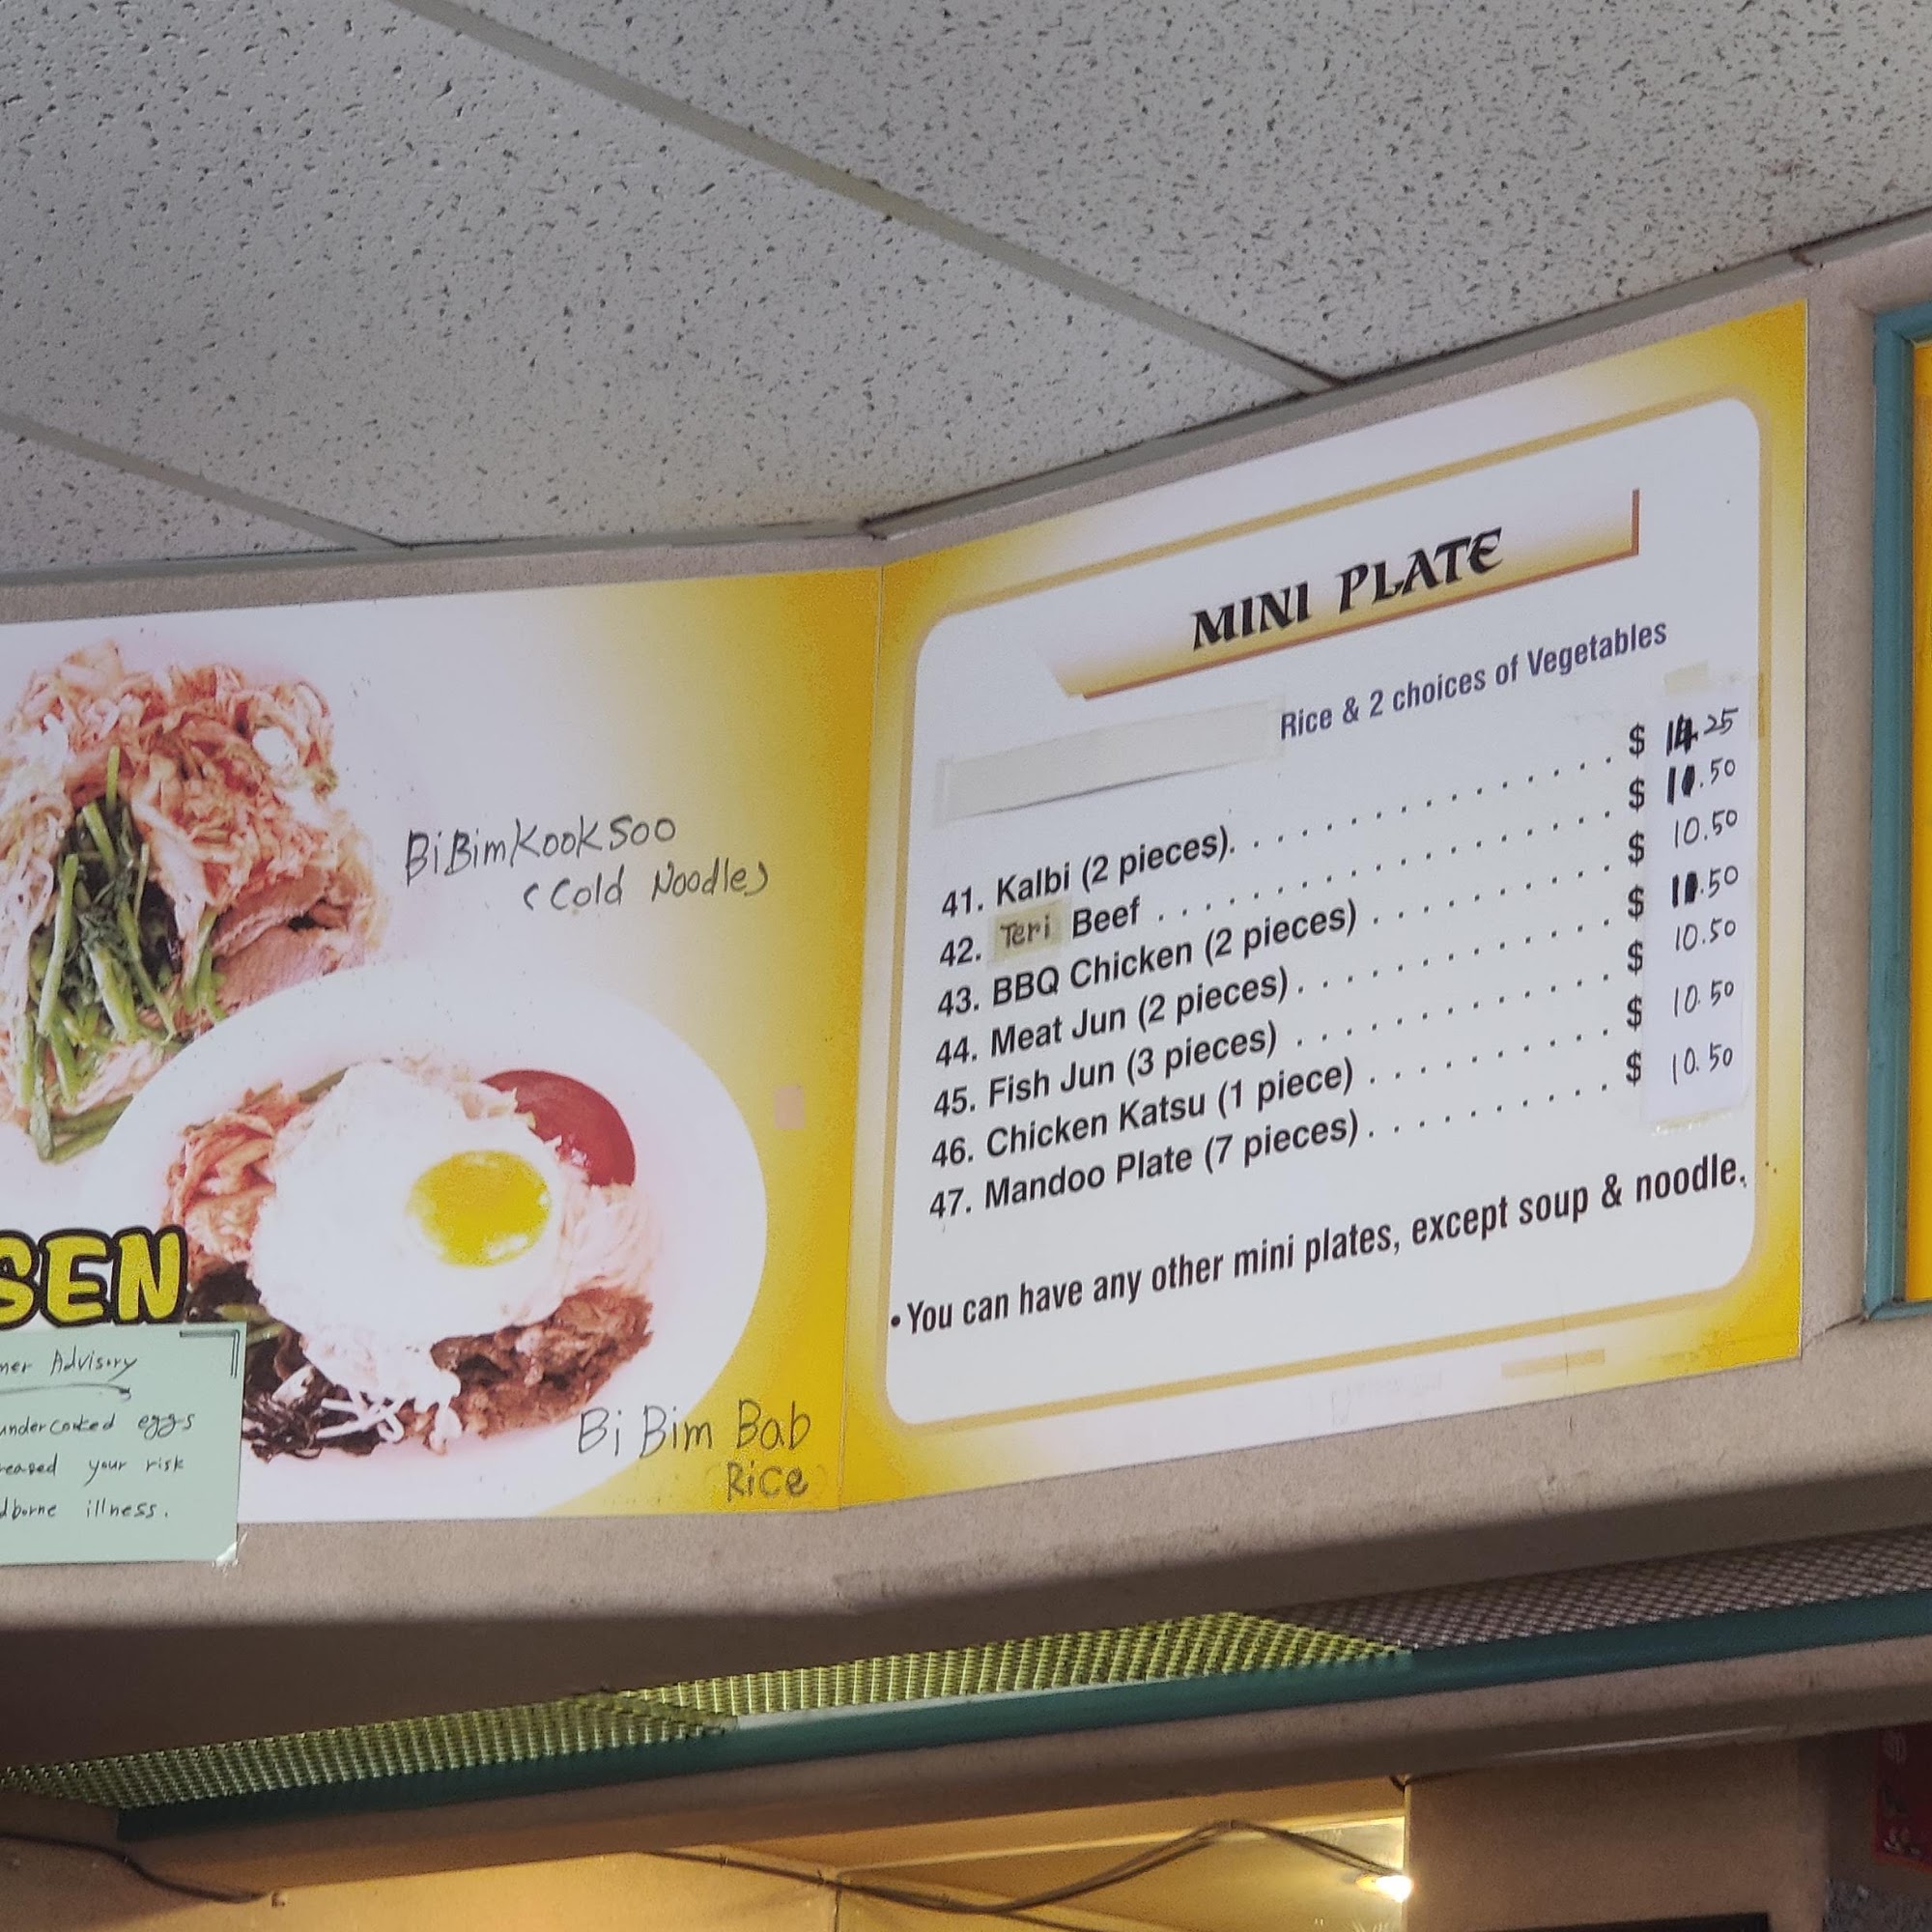 BiBimKookSoo
(Cold Noodle)
SEN
ner Advisory
undercooked eggs
reased your risk
dborne illness.
Bi Bim Bab
Rice
MINI PLATE
Rice & 2 choices of Vegetables
41. Kalbi (2 pieces). . . . . . . . . . . . . . . $ 14.25
42. Teri Beef . . . . . . . . . . . . . . . . . . $ .50
43. BBQ Chicken (2 pieces) . . . . . . . . . . $ 10.50
44. Meat Jun (2 pieces) . . . . . . . . . . . . $ .50
45. Fish Jun (3 pieces) . . . . . . . . . . . . $ 10.50
46. Chicken Katsu (1 piece) . . . . . . . . . . $ 10.50
47. Mandoo Plate (7 pieces) . . . . . . . . . . $ 10.50
• You can have any other mini plates, except soup & noodle.